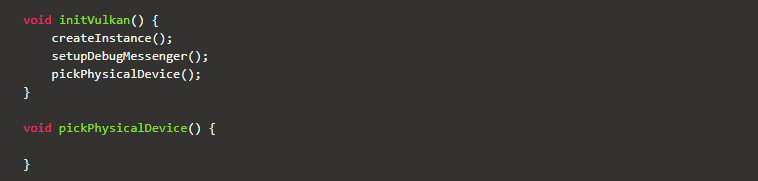 void initVulkan() {
    createInstance();
    setupDebugMessenger();
    pickPhysicalDevice();
}

void pickPhysicalDevice() {

}